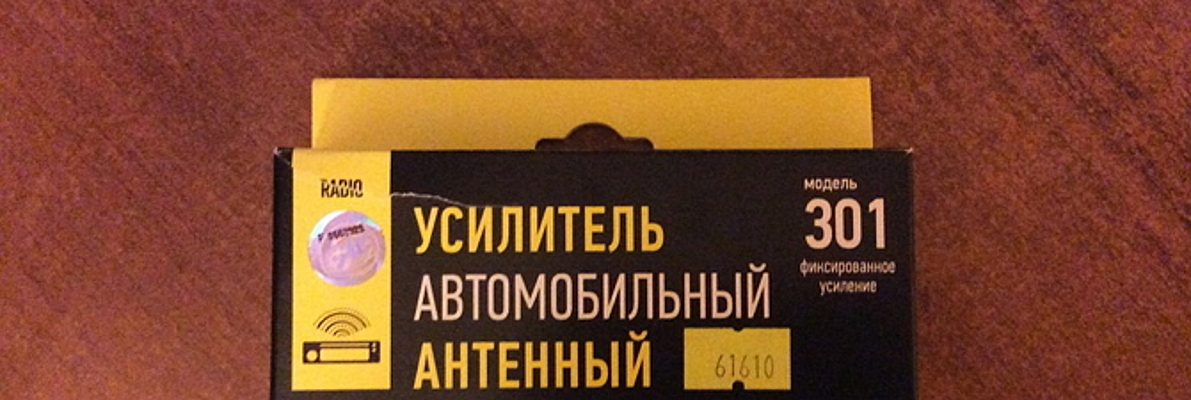 RADIO
УСИЛИТЕЛЬ
АВТОМОБИЛЬНЫЙ
АНТЕННЫЙ
модель
301
фиксированное
усиление
61610